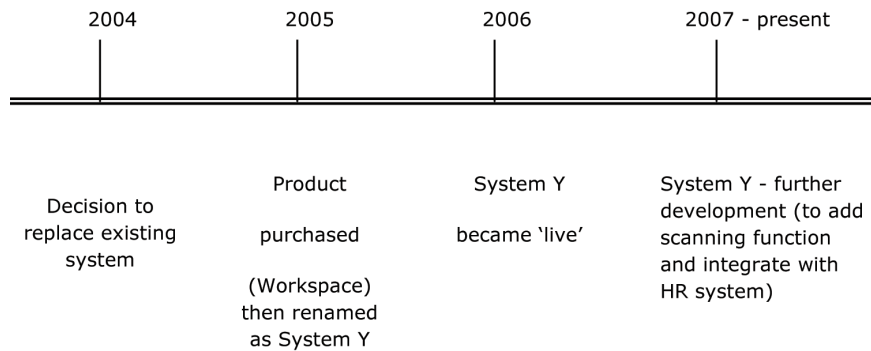 2004
2005
2006
2007 - present
Decision to
replace existing
system
Product
purchased
(Workspace)
then renamed
as System Y
System Y
became ‘live’
System Y - further
development (to add
scanning function
and integrate with
HR system)